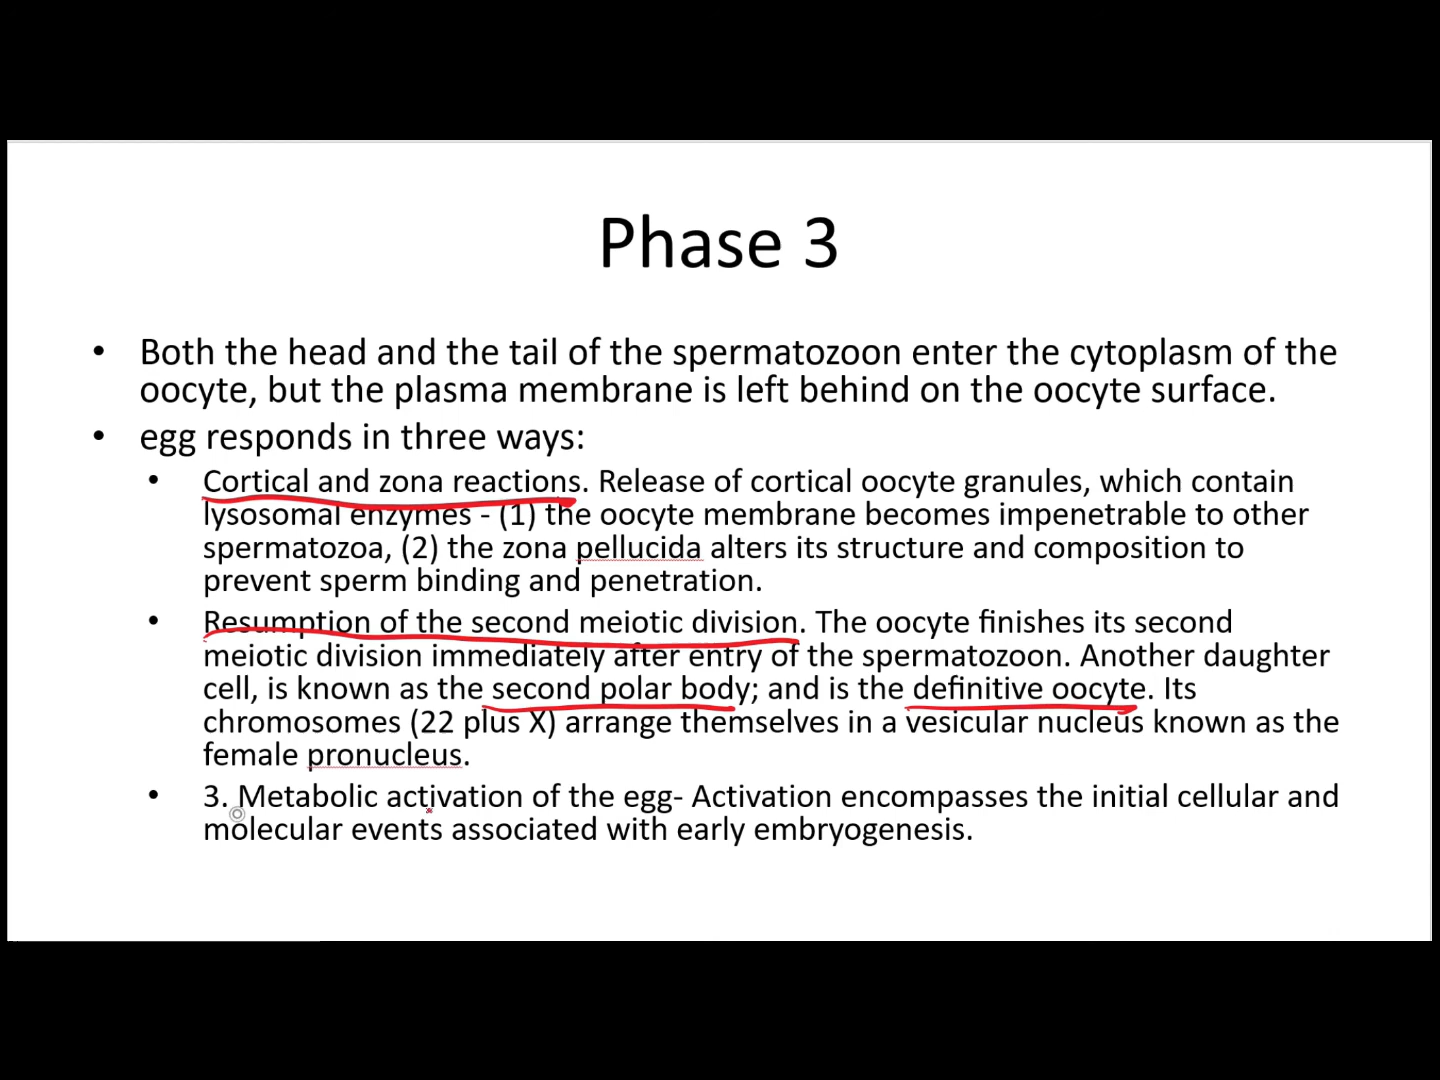 Phase 3
• Both the head and the tail of the spermatozoon enter the cytoplasm of the
oocyte, but the plasma membrane is left behind on the oocyte surface.
• egg responds in three ways:
• Cortical and zona reactions. Release of cortical oocyte granules, which contain
lysosomal enzymes - (1) the oocyte membrane becomes impenetrable to other
spermatozoa, (2) the zona pellucida alters its structure and composition to
prevent sperm binding and penetration.
• Resumption of the second meiotic division. The oocyte finishes its second
meiotic division immediately after entry of the spermatozoon. Another daughter
cell, is known as the second polar body; and is the definitive oocyte. Its
chromosomes (22 plus X) arrange themselves in a vesicular nucleus known as the
female pronucleus.
• 3. Metabolic activation of the egg- Activation encompasses the initial cellular and
molecular events associated with early embryogenesis.